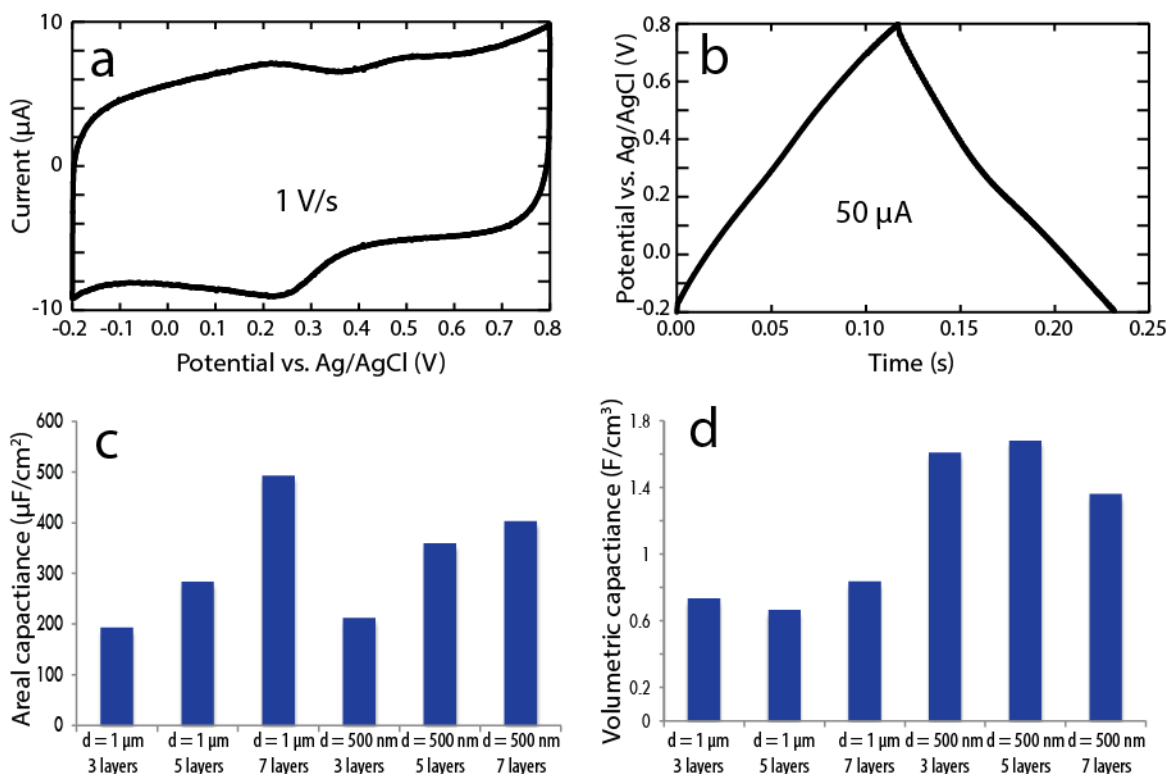 a
10
0
-10
Current (µA)
1 V/s
-0.2 -0.1 0.0 0.1 0.2 0.3 0.4 0.5 0.6 0.7 0.8
Potential vs. Ag/AgCl (V)
b
0.8
0.6
0.4
0.2
0.0
-0.2
Potential vs. Ag/AgCl (V)
50 µA
0.00 0.05 0.10 0.15 0.20 0.25
Time (s)
c
600
500
400
300
200
100
0
Areal capactiance (µF/cm²)
d = 1 µm d = 1 µm d = 1 µm d = 500 nm d = 500 nm d = 500 nm
3 layers 5 layers 7 layers 3 layers 5 layers 7 layers
d
1.8
1.4
1
0.6
0.2
0
Volumetric capactiance (F/cm³)
d = 1 µm d = 1 µm d = 1 µm d = 500 nm d = 500 nm d = 500 nm
3 layers 5 layers 7 layers 3 layers 5 layers 7 layers